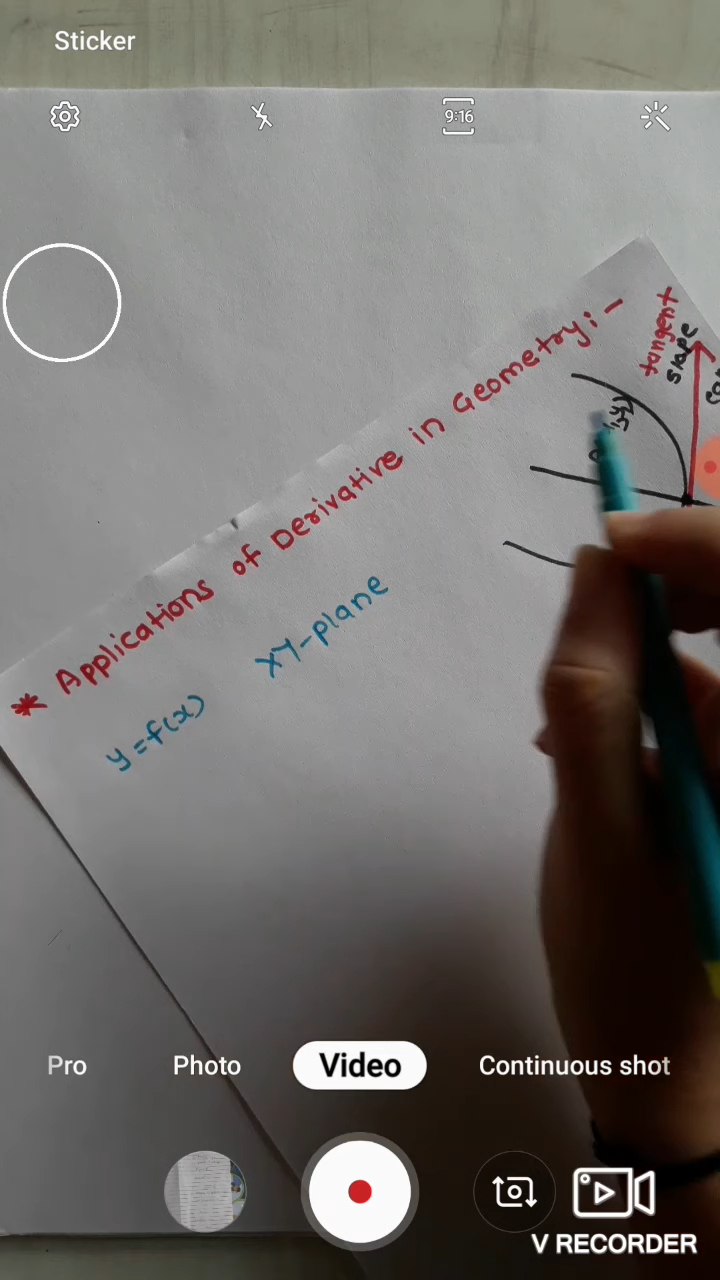 Sticker
9:16
* Applications of Derivative in Geometry:-
tangent
slope
y=f(x) XY-plane
Pro Photo Video Continuous shot
V RECORDER